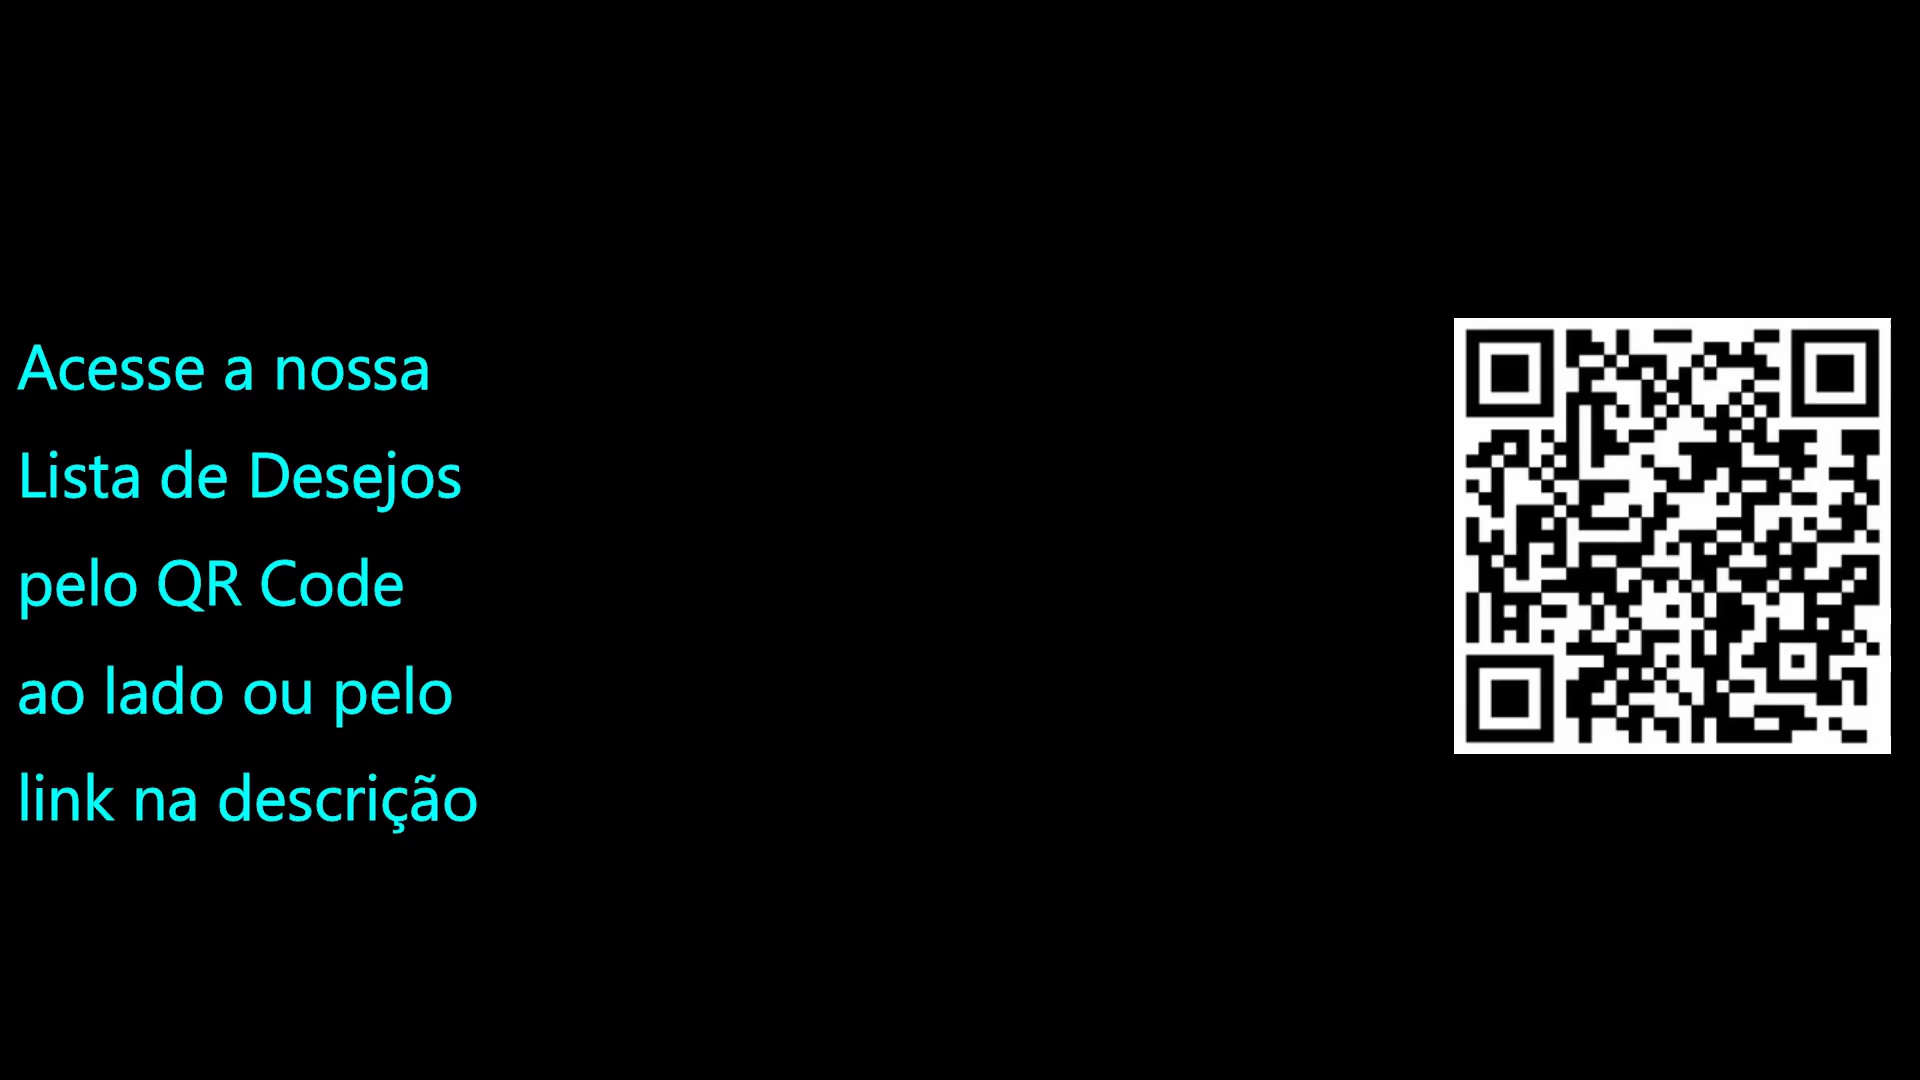 Acesse a nossa
Lista de Desejos
pelo QR Code
ao lado ou pelo
link na descrição